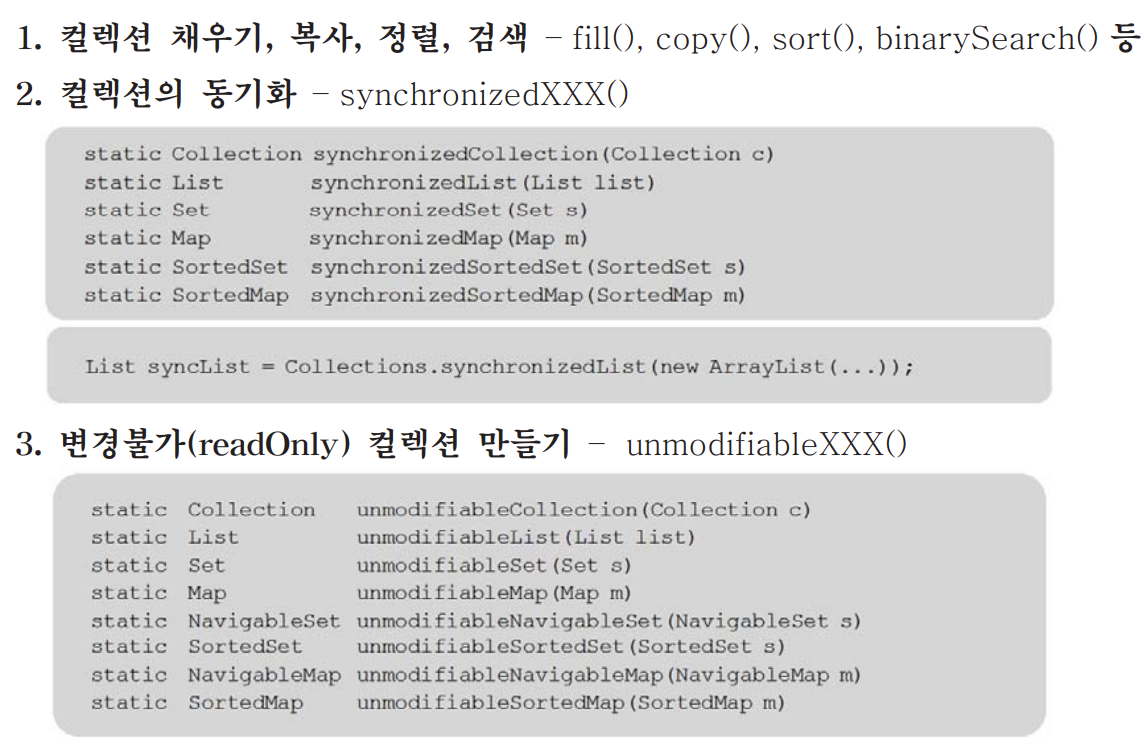 1. 컬렉션 채우기, 복사, 정렬, 검색 – fill(), copy(), sort(), binarySearch() 등
2. 컬렉션의 동기화 – synchronizedXXX()
static Collection synchronizedCollection(Collection c)
static List synchronizedList(List list)
static Set synchronizedSet(Set s)
static Map synchronizedMap(Map m)
static SortedSet synchronizedSortedSet(SortedSet s)
static SortedMap synchronizedSortedMap(SortedMap m)
List syncList = Collections.synchronizedList(new ArrayList(...));
3. 변경불가(readOnly) 컬렉션 만들기 – unmodifiableXXX()
static Collection unmodifiableCollection(Collection c)
static List unmodifiableList(List list)
static Set unmodifiableSet(Set s)
static Map unmodifiableMap(Map m)
static NavigableSet unmodifiableNavigableSet(NavigableSet s)
static SortedSet unmodifiableSortedSet(SortedSet s)
static NavigableMap unmodifiableNavigableMap(NavigableMap m)
static SortedMap unmodifiableSortedMap(SortedMap m)